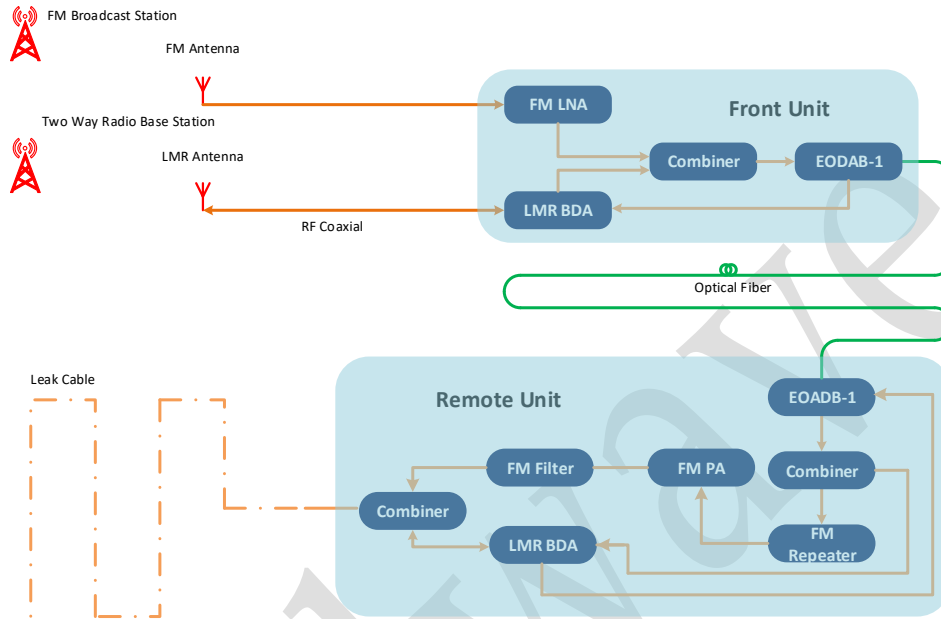 FM Broadcast Station
FM Antenna
FM LNA
Front Unit
Two Way Radio Base Station
LMR Antenna
Combiner
EODAB-1
LMR BDA
RF Coaxial
Optical Fiber
Leak Cable
Remote Unit
EOADB-1
FM Filter
FM PA
Combiner
Combiner
LMR BDA
FM
Repeater